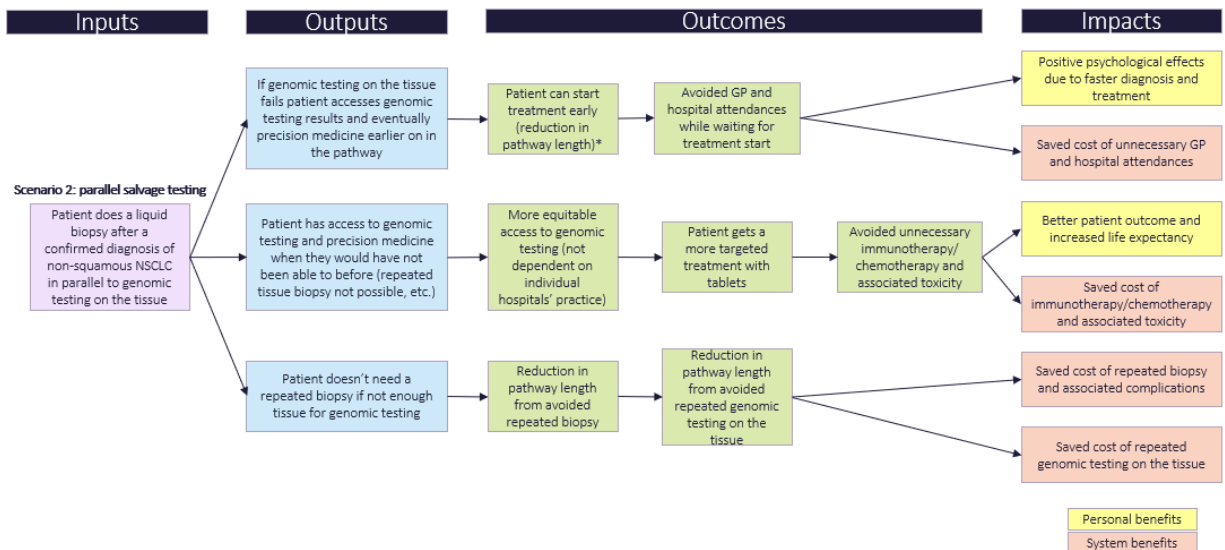 Inputs
Outputs
Outcomes
Impacts
Scenario 2: parallel salvage testing
Patient does a liquid
biopsy after a
confirmed diagnosis of
non-squamous NSCLC
in parallel to genomic
testing on the tissue
If genomic testing on the tissue
fails patient accesses genomic
testing results and eventually
precision medicine earlier on in
the pathway
Patient can start
treatment early
(reduction in
pathway length)*
Avoided GP and
hospital attendances
while waiting for
treatment start
Positive psychological effects
due to faster diagnosis and
treatment
Saved cost of unnecessary GP
and hospital attendances
Patient has access to genomic
testing and precision medicine
when they would have not
been able to before (repeated
tissue biopsy not possible, etc.)
More equitable
access to genomic
testing (not
dependent on
individual
hospitals’ practice)
Patient gets a
more targeted
treatment with
tablets
Avoided unnecessary
immunotherapy/
chemotherapy and
associated toxicity
Better patient outcome and
increased life expectancy
Saved cost of
immunotherapy/chemotherapy
and associated toxicity
Patient doesn’t need a
repeated biopsy if not enough
tissue for genomic testing
Reduction in
pathway length
from avoided
repeated biopsy
Reduction in
pathway length
from avoided
repeated genomic
testing on the
tissue
Saved cost of repeated biopsy
and associated complications
Saved cost of repeated
genomic testing on the tissue
Personal benefits
System benefits